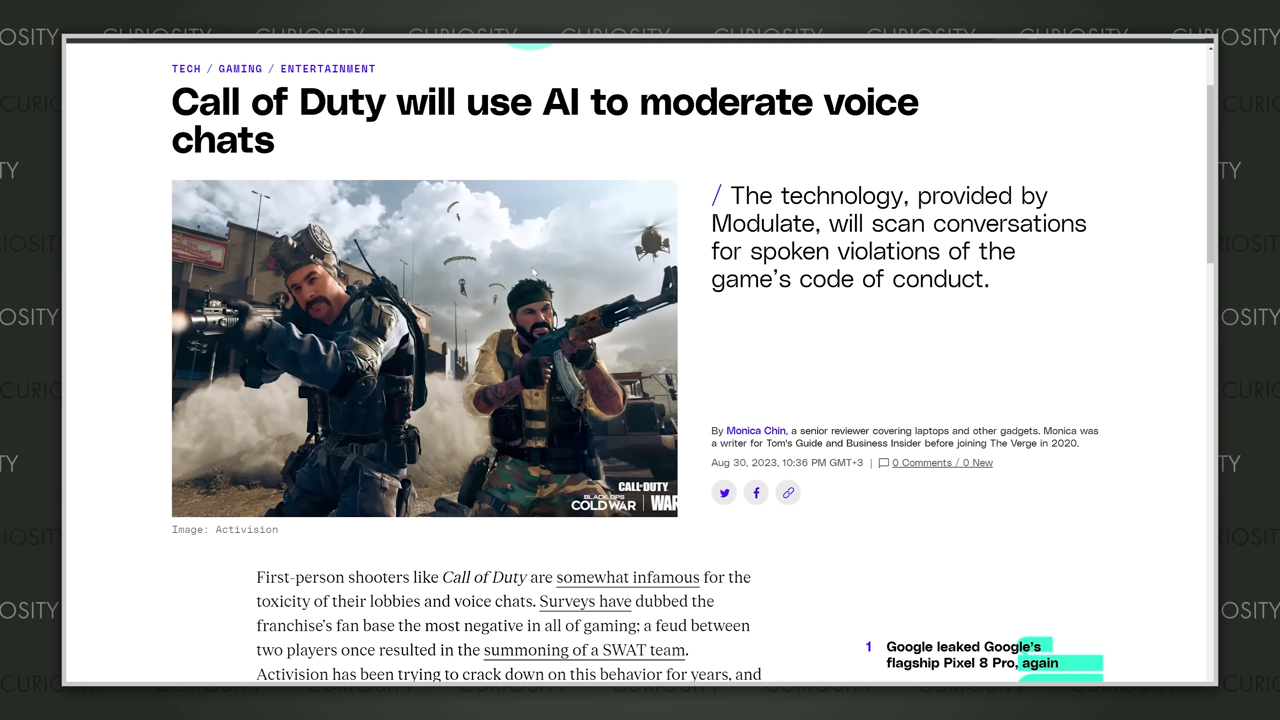 TECH / GAMING / ENTERTAINMENT
Call of Duty will use AI to moderate voice
chats
/ The technology, provided by
Modulate, will scan conversations
for spoken violations of the
game's code of conduct.
By Monica Chin, a senior reviewer covering laptops and other gadgets. Monica was
a writer for Tom's Guide and Business Insider before joining The Verge in 2020.
Aug 30, 2023, 10:36 PM GMT+3 | 0 Comments / 0 New
CALL OF DUTY
BLACK OPS
COLD WAR | WAR
Image: Activision
First-person shooters like Call of Duty are somewhat infamous for the
toxicity of their lobbies and voice chats. Surveys have dubbed the
franchise's fan base the most negative in all of gaming; a feud between
two players once resulted in the summoning of a SWAT team.
Activision has been trying to crack down on this behavior for years, and
1 Google leaked Google's
flagship Pixel 8 Pro, again